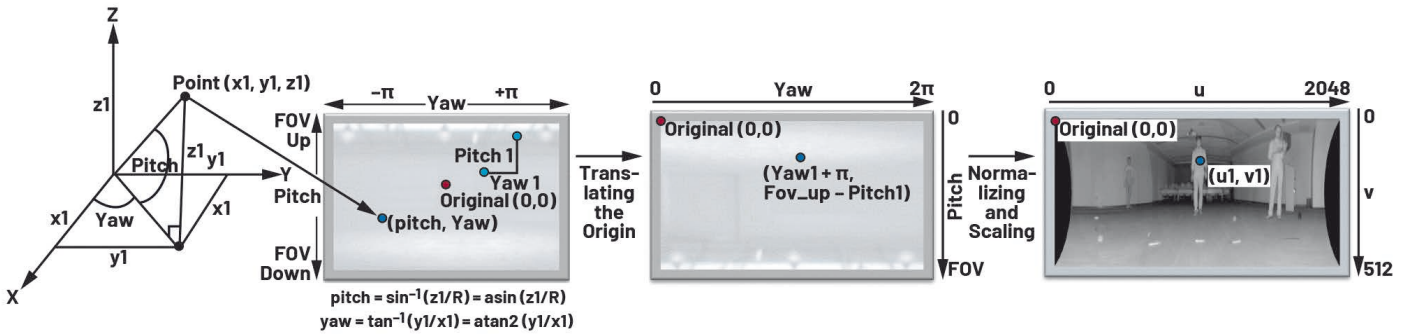 Z
Point (x1, y1, z1)
z1
Pitch
z1
y1
Y
x1
Yaw
x1
y1
X
−π
Yaw
+π
FOV
Up
Pitch
FOV
Down
Pitch 1
Yaw 1
Original (0,0)
(pitch, Yaw)
pitch = sin⁻¹ (z1/R) = asin (z1/R)
yaw = tan⁻¹ (y1/x1) = atan2 (y1/x1)
Trans-
lating
the
Origin
0
Yaw
2π
Original (0,0)
(Yaw1 + π,
Fov_up − Pitch1)
0
Pitch
FOV
Norma-
lizing
and
Scaling
0
u
2048
Original (0,0)
(u1, v1)
0
v
512